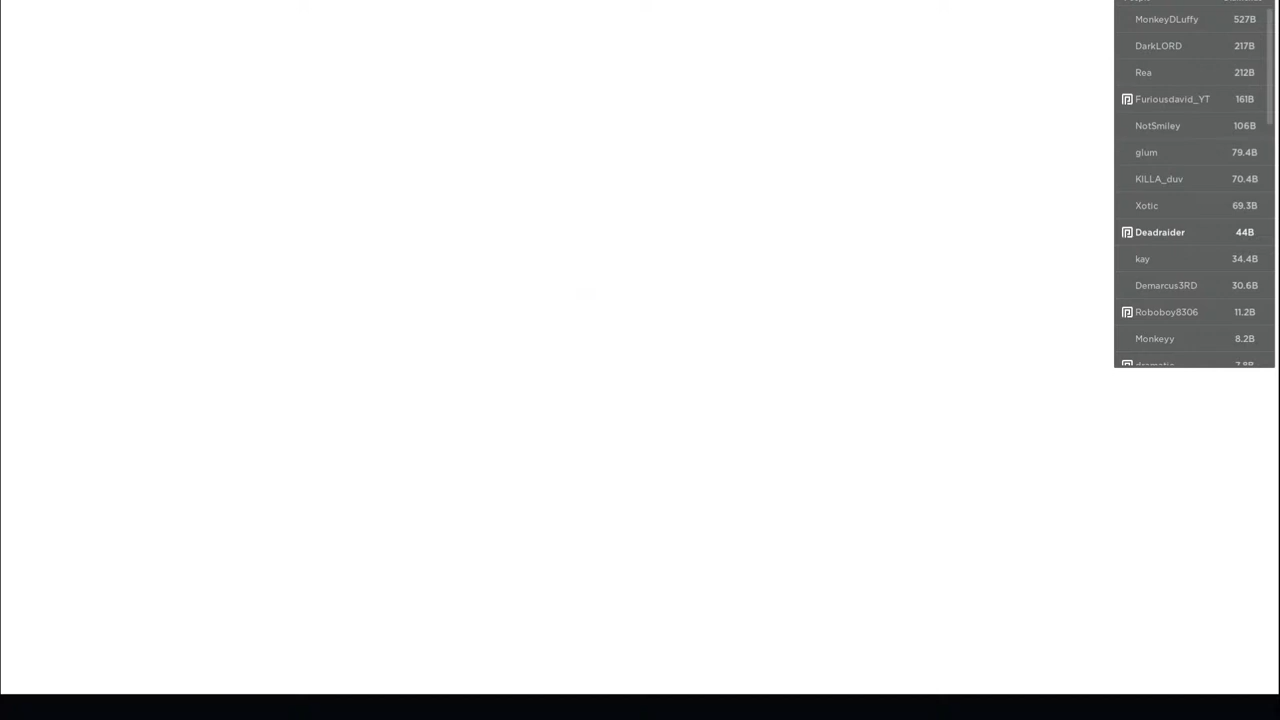 MonkeyDLuffy 527B
DarkLORD 217B
Rea 212B
Furiousdavid_YT 161B
NotSmiley 106B
glum 79.4B
KILLA_duv 70.4B
Xotic 69.3B
Deadraider 44B
kay 34.4B
Demarcus3RD 30.6B
Roboboy8306 11.2B
Monkeyy 8.2B